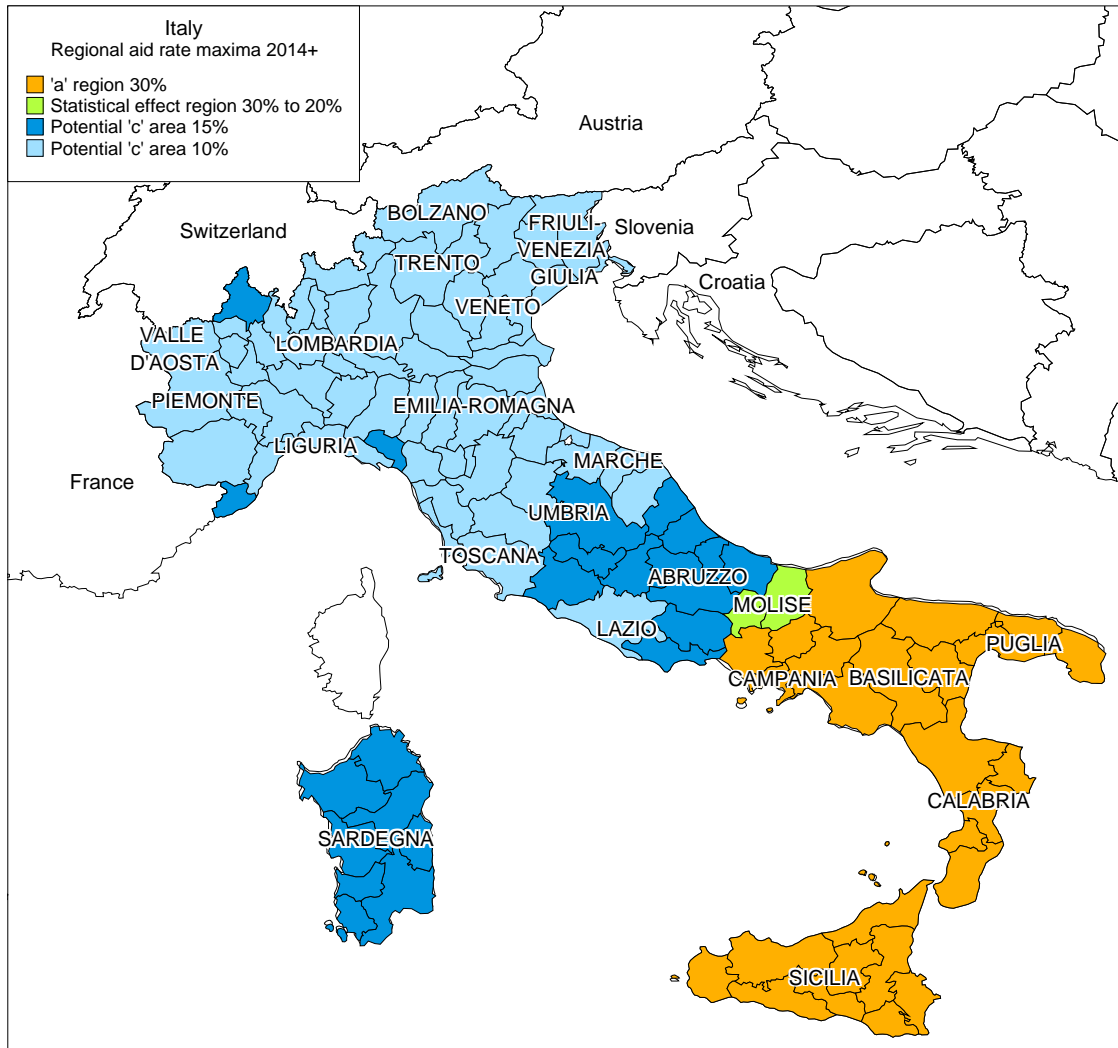 Italy
Regional aid rate maxima 2014+
'a' region 30%
Statistical effect region 30% to 20%
Potential 'c' area 15%
Potential 'c' area 10%
Austria
Switzerland
Slovenia
Croatia
France
BOLZANO
FRIULI-
VENEZIA
GIULIA
TRENTO
VENETO
VALLE
D'AOSTA
LOMBARDIA
PIEMONTE
EMILIA-ROMAGNA
LIGURIA
MARCHE
UMBRIA
TOSCANA
ABRUZZO
MOLISE
LAZIO
PUGLIA
CAMPANIA
BASILICATA
CALABRIA
SARDEGNA
SICILIA